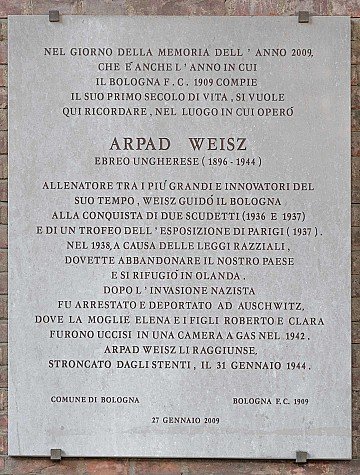 NEL GIORNO DELLA MEMORIA DELL' ANNO 2009,
CHE E' ANCHE L' ANNO IN CUI
IL BOLOGNA F. C. 1909 COMPIE
IL SUO PRIMO SECOLO DI VITA, SI VUOLE
QUI RICORDARE, NEL LUOGO IN CUI OPERÒ
ARPAD WEISZ
EBREO UNGHERESE (1896 - 1944)
ALLENATORE TRA I PIU' GRANDI E INNOVATORI DEL
SUO TEMPO, WEISZ GUIDÒ IL BOLOGNA
ALLA CONQUISTA DI DUE SCUDETTI (1936 E 1937)
E DI UN TROFEO DELL' ESPOSIZIONE DI PARIGI (1937).
NEL 1938, A CAUSA DELLE LEGGI RAZZIALI,
DOVETTE ABBANDONARE IL NOSTRO PAESE
E SI RIFUGIÒ IN OLANDA.
DOPO L' INVASIONE NAZISTA
FU ARRESTATO E DEPORTATO AD AUSCHWITZ,
DOVE LA MOGLIE ELENA E I FIGLI ROBERTO E CLARA
FURONO UCCISI IN UNA CAMERA A GAS NEL 1942.
ARPAD WEISZ LI RAGGIUNSE,
STRONCATO DAGLI STENTI, IL 31 GENNAIO 1944.
COMUNE DI BOLOGNA BOLOGNA F.C. 1909
27 GENNAIO 2009